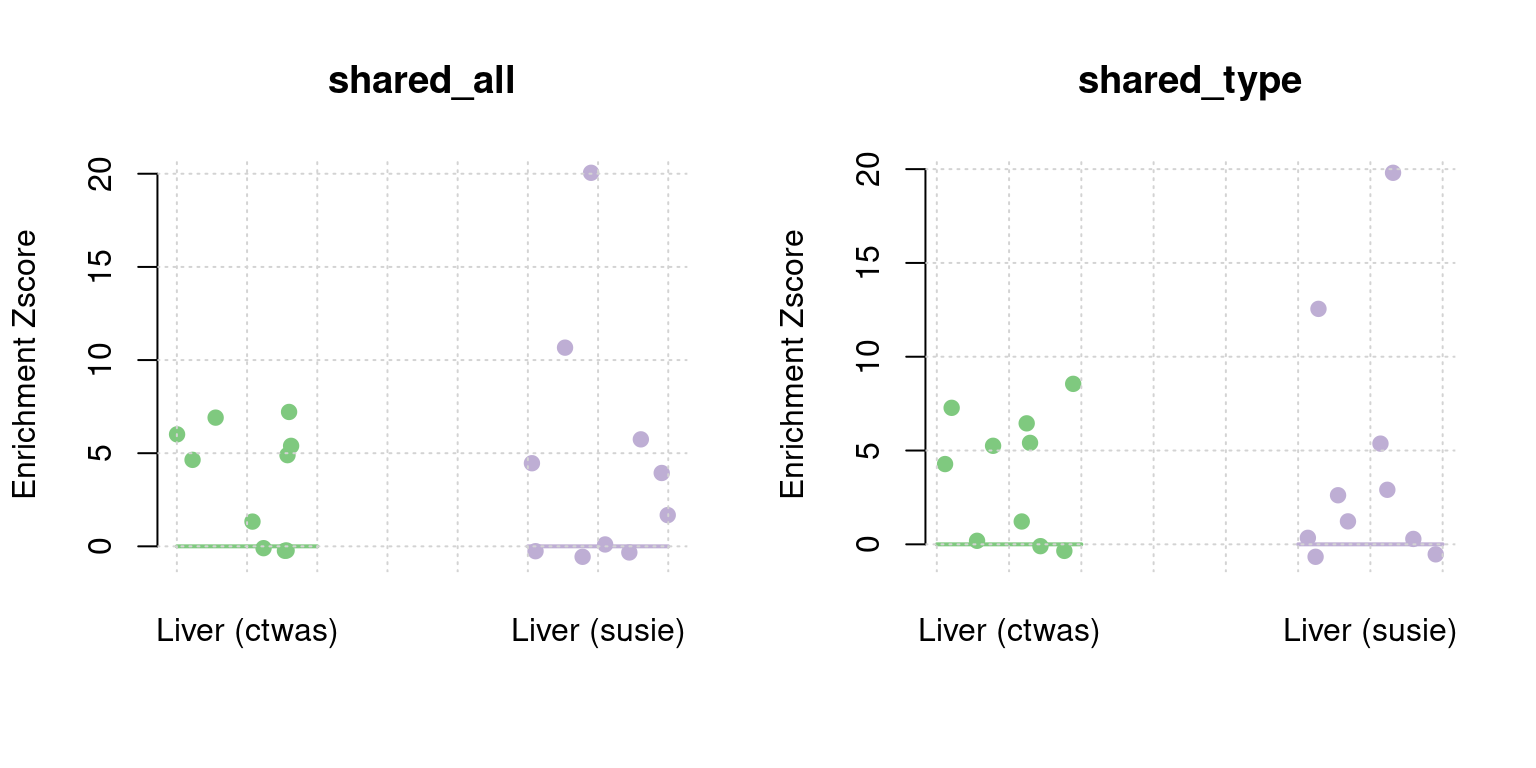 shared_all
Enrichment Zscore
20
15
10
5
0
Liver (ctwas)
Liver (susie)
shared_type
Enrichment Zscore
20
15
10
5
0
Liver (ctwas)
Liver (susie)